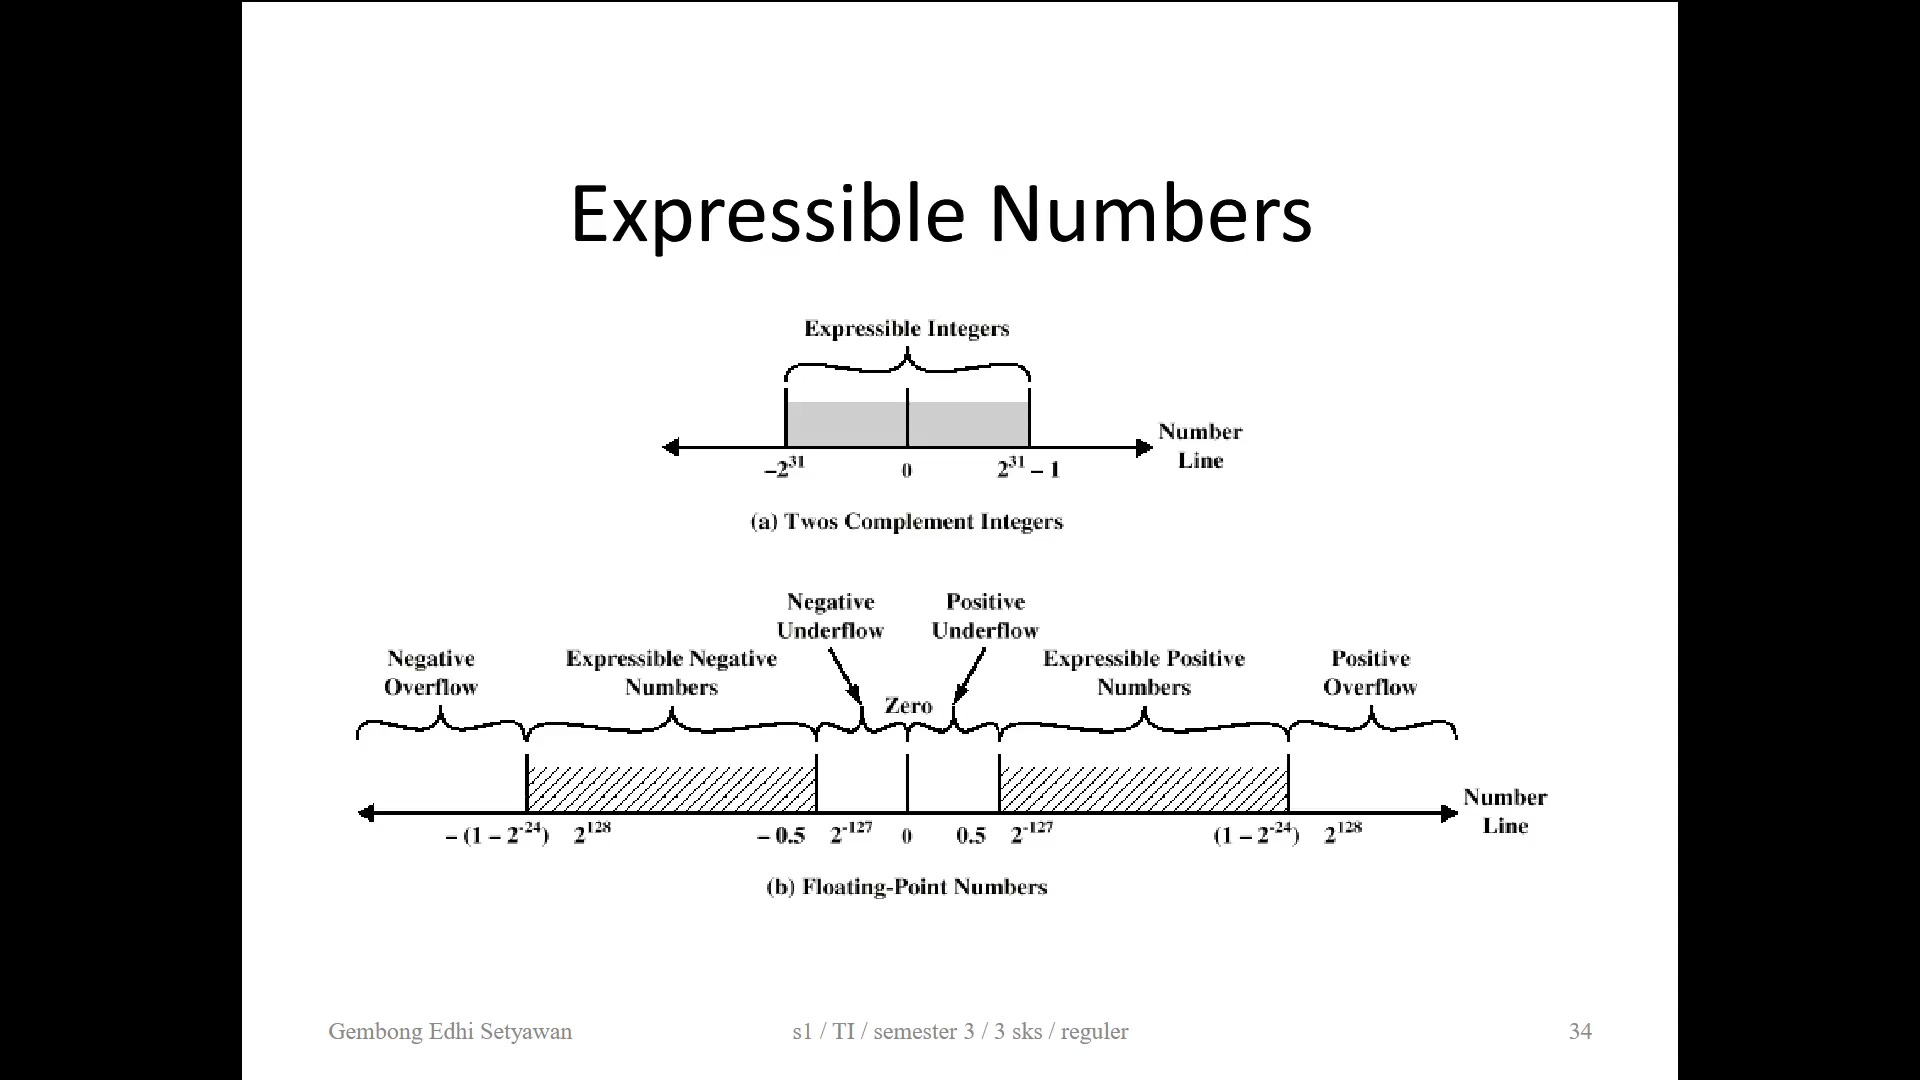 Expressible Numbers
Expressible Integers
Number
Line
–2³¹
0
2³¹ – 1
(a) Twos Complement Integers
Negative
Underflow
Positive
Underflow
Negative
Overflow
Expressible Negative
Numbers
Zero
Expressible Positive
Numbers
Positive
Overflow
Number
Line
– (1 – 2⁻²⁴) 2¹²⁸
– 0.5 2⁻¹²⁷
0
0.5 2⁻¹²⁷
(1 – 2⁻²⁴) 2¹²⁸
(b) Floating-Point Numbers
Gembong Edhi Setyawan
s1 / TI / semester 3 / 3 sks / reguler
34